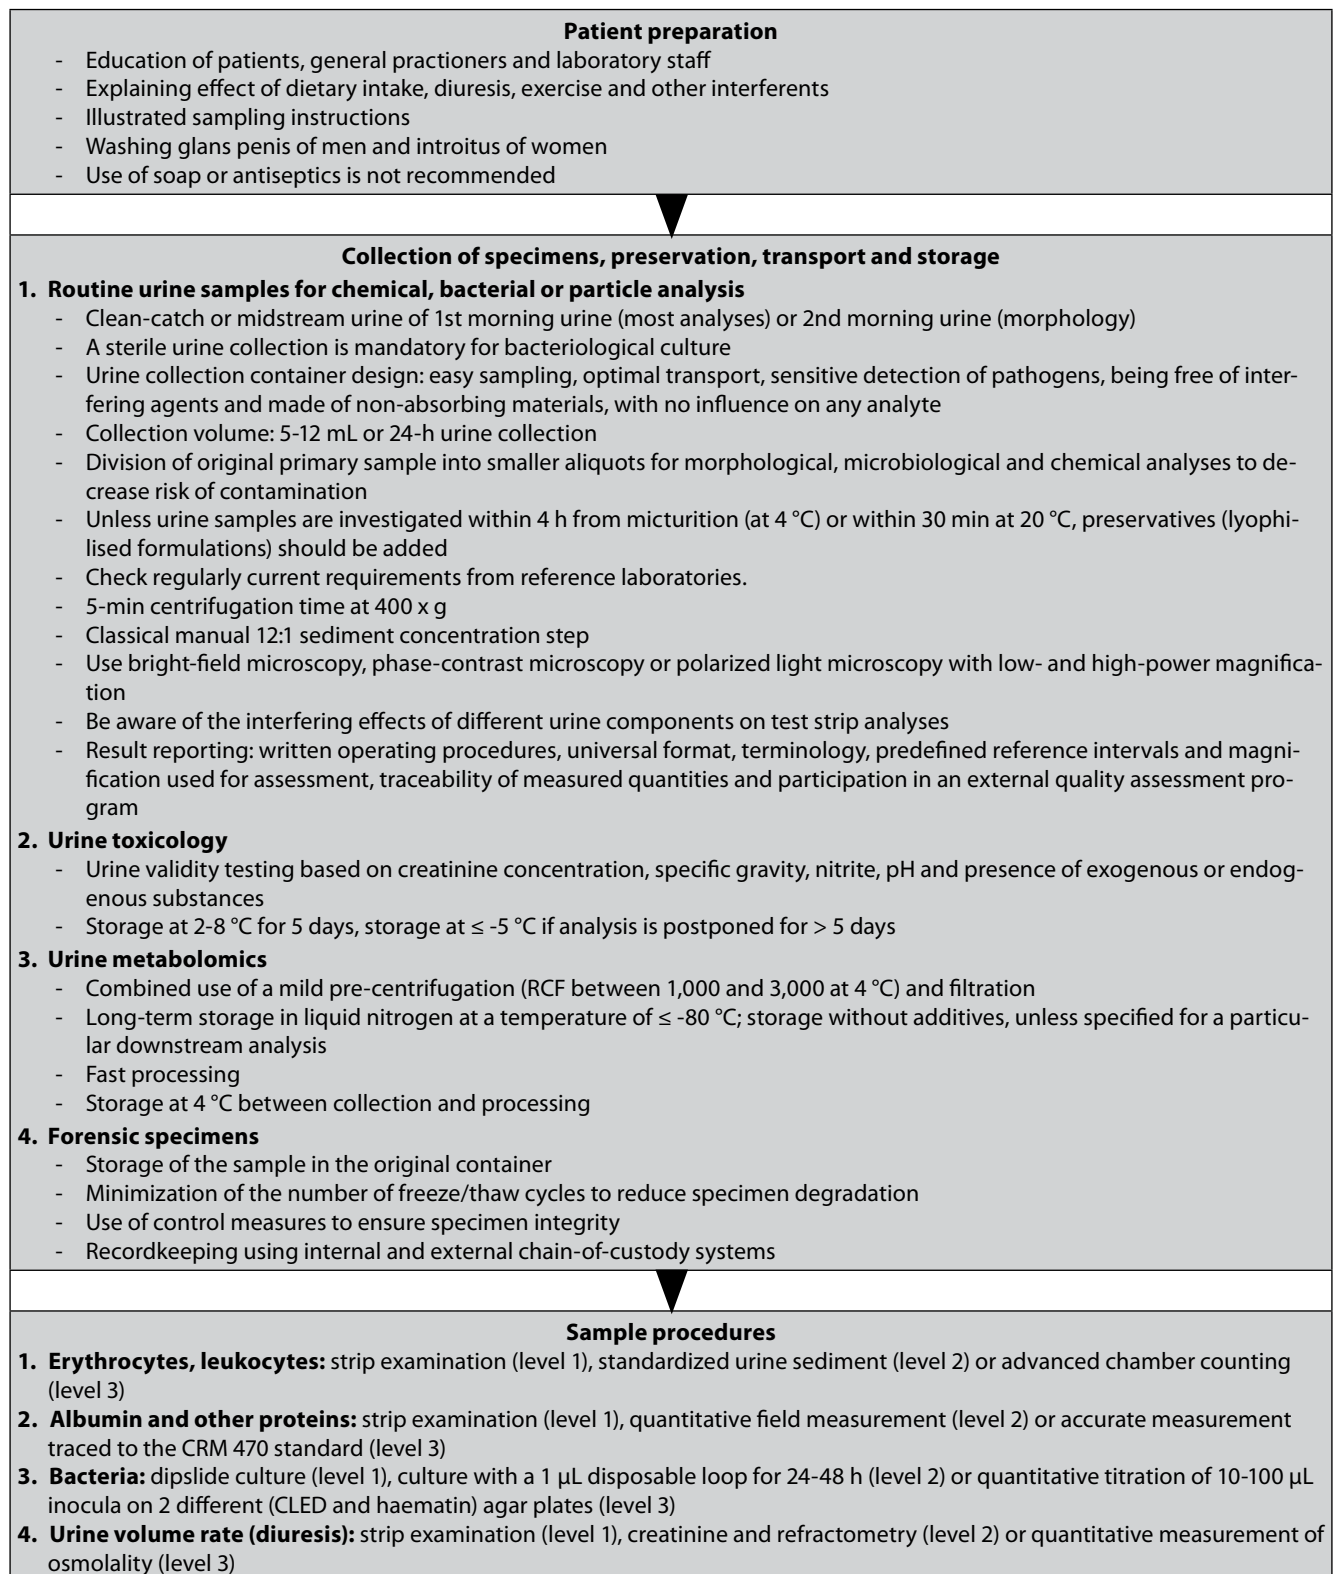 Patient preparation
- Education of patients, general practioners and laboratory staff
- Explaining effect of dietary intake, diuresis, exercise and other interferents
- Illustrated sampling instructions
- Washing glans penis of men and introitus of women
- Use of soap or antiseptics is not recommended
Collection of specimens, preservation, transport and storage
1. Routine urine samples for chemical, bacterial or particle analysis
- Clean-catch or midstream urine of 1st morning urine (most analyses) or 2nd morning urine (morphology)
- A sterile urine collection is mandatory for bacteriological culture
- Urine collection container design: easy sampling, optimal transport, sensitive detection of pathogens, being free of inter-
fering agents and made of non-absorbing materials, with no influence on any analyte
- Collection volume: 5-12 mL or 24-h urine collection
- Division of original primary sample into smaller aliquots for morphological, microbiological and chemical analyses to de-
crease risk of contamination
- Unless urine samples are investigated within 4 h from micturition (at 4 °C) or within 30 min at 20 °C, preservatives (lyophi-
lised formulations) should be added
- Check regularly current requirements from reference laboratories.
- 5-min centrifugation time at 400 x g
- Classical manual 12:1 sediment concentration step
- Use bright-field microscopy, phase-contrast microscopy or polarized light microscopy with low- and high-power magnifica-
tion
- Be aware of the interfering effects of different urine components on test strip analyses
- Result reporting: written operating procedures, universal format, terminology, predefined reference intervals and magni-
fication used for assessment, traceability of measured quantities and participation in an external quality assessment pro-
gram
2. Urine toxicology
- Urine validity testing based on creatinine concentration, specific gravity, nitrite, pH and presence of exogenous or endog-
enous substances
- Storage at 2-8 °C for 5 days, storage at ≤ -5 °C if analysis is postponed for > 5 days
3. Urine metabolomics
- Combined use of a mild pre-centrifugation (RCF between 1,000 and 3,000 at 4 °C) and filtration
- Long-term storage in liquid nitrogen at a temperature of ≤ -80 °C; storage without additives, unless specified for a particu-
lar downstream analysis
- Fast processing
- Storage at 4 °C between collection and processing
4. Forensic specimens
- Storage of the sample in the original container
- Minimization of the number of freeze/thaw cycles to reduce specimen degradation
- Use of control measures to ensure specimen integrity
- Recordkeeping using internal and external chain-of-custody systems
Sample procedures
1. Erythrocytes, leukocytes: strip examination (level 1), standardized urine sediment (level 2) or advanced chamber counting
(level 3)
2. Albumin and other proteins: strip examination (level 1), quantitative field measurement (level 2) or accurate measurement
traced to the CRM 470 standard (level 3)
3. Bacteria: dipslide culture (level 1), culture with a 1 μL disposable loop for 24-48 h (level 2) or quantitative titration of 10-100 μL
inocula on 2 different (CLED and haematin) agar plates (level 3)
4. Urine volume rate (diuresis): strip examination (level 1), creatinine and refractometry (level 2) or quantitative measurement of
osmolality (level 3)